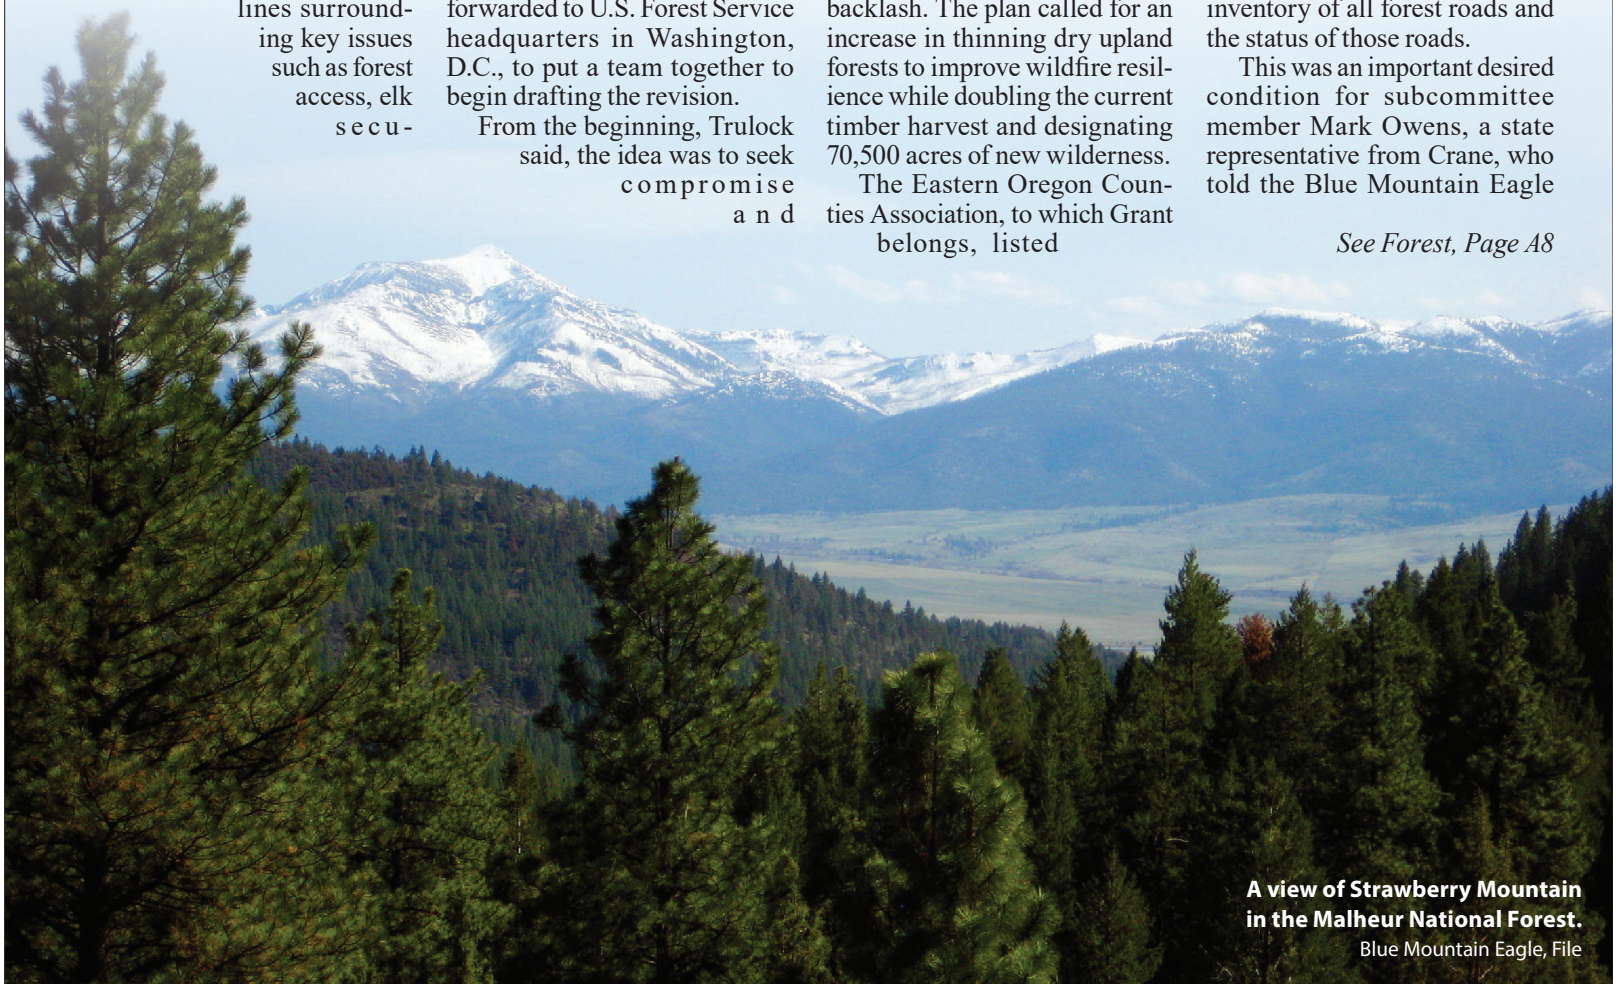 lines surround-
ing key issues
such as forest
access, elk
secu-
forwarded to U.S. Forest Service
headquarters in Washington,
D.C., to put a team together to
begin drafting the revision.
From the beginning, Trulock
said, the idea was to seek
compromise
and
backlash. The plan called for an
increase in thinning dry upland
forests to improve wildfire resil-
ience while doubling the current
timber harvest and designating
70,500 acres of new wilderness.
The Eastern Oregon Coun-
ties Association, to which Grant
belongs, listed
inventory of all forest roads and
the status of those roads.
This was an important desired
condition for subcommittee
member Mark Owens, a state
representative from Crane, who
told the Blue Mountain Eagle
See Forest, Page A8
A view of Strawberry Mountain
in the Malheur National Forest.
Blue Mountain Eagle, File